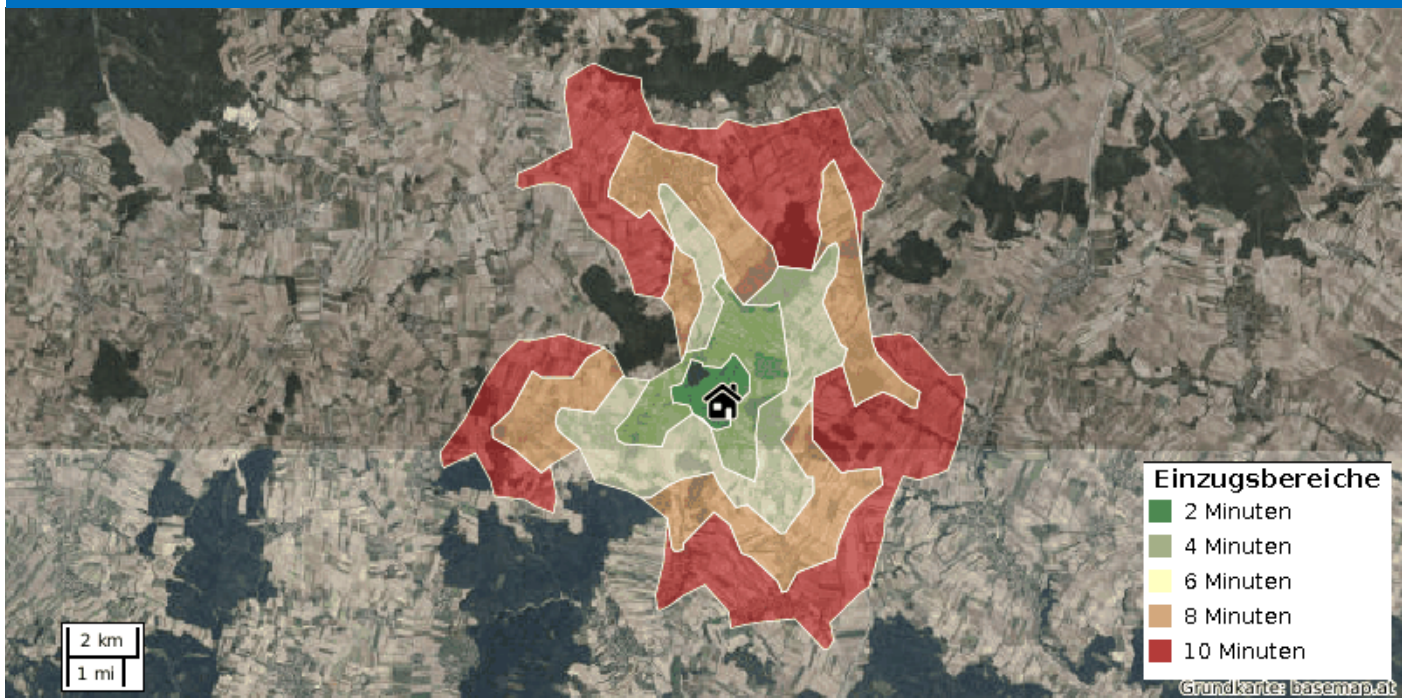 Einzugsbereiche
2 Minuten
4 Minuten
6 Minuten
8 Minuten
10 Minuten
2 km
1 mi
Grundkarte: basemap.at